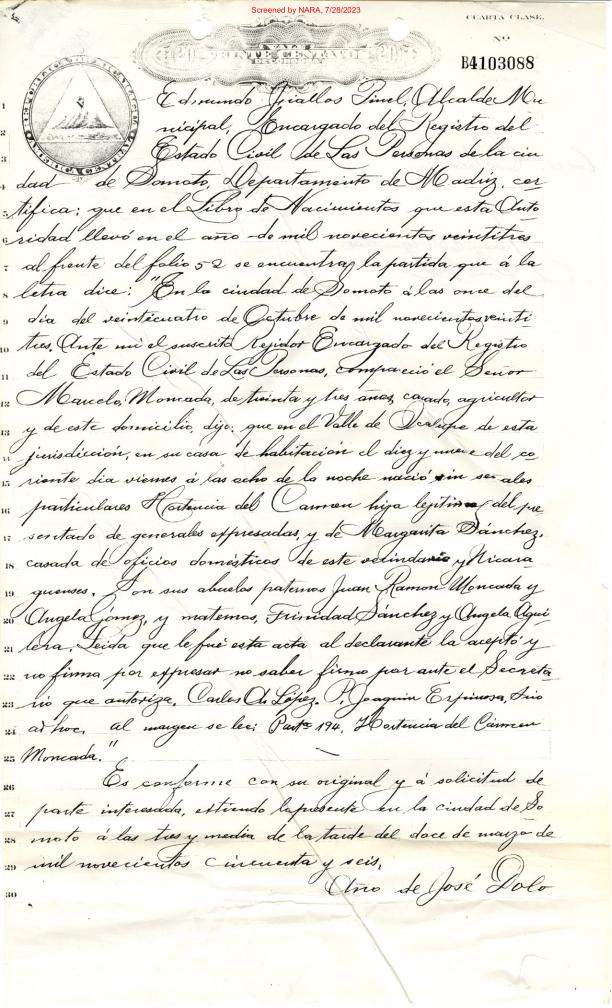 Screened by NARA, 7/28/2023
CUARTA CLASE.
Nº
B4103088
20 VEINTE CENTAVOS 20
DE CORDOBA
1 Edmundo Pinel, Alcalde Mu
2 nicipal, Encargado del Registro del
3 Estado Civil de Las Personas de la ciu
4 dad de Somoto, Departamento de Madriz, cer
5 tifica: que en el Libro de Nacimientos que esta Auto
6 ridad llevó en el año de mil novecientos veintitres
7 al frente del folio 52 se encuentra la partida que á la
8 letra dice: "En la ciudad de Somoto á las once del
9 día del veinticuatro de Octubre de mil novecientos veinti
10 tres. Ante mi el suscrito Rejidor Encargado del Registro
11 del Estado Civil de Las Personas, compareció el Señor
12 Marcelo Moncada, de treinta y tres años, casado, agricultor
13 y de este domicilio, dijo: que en el Valle de de esta
14 jurisdicción, en su casa de habitación el diez y nueve del co
15 riente dia viernes á las ocho de la noche nació sin señales
16 particulares Hortencia del Carmen hija legitima del pre
17 sentado de generales expresadas, y de Margarita Sánchez,
18 casada de oficios domésticos de este vecindario y Nicara
19 guenses. Son sus abuelos paternos Juan Ramon Moncada y
20 Angela Gómez, y maternos, Trinidad Sánchez y Angela Agui
21 lera. Leida que le fué esta acta al declarante la aceptó y
22 no firma por expresar no saber firmo por ante el Secreta
23 rio que autoriza. Carlos A. López. P. Joaquin Espinosa, Srio
24 ad hoc. al margen se lee: Parta 194. Hortencia del Carmen
25 Moncada."
26 Es conforme con su original y á solicitud de
27 parte interesada, extiendo la presente en la ciudad de So
28 moto á las tres y media de la tarde del doce de marzo de
29 mil novecientos cincuenta y seis.
30 Año de José Dolo